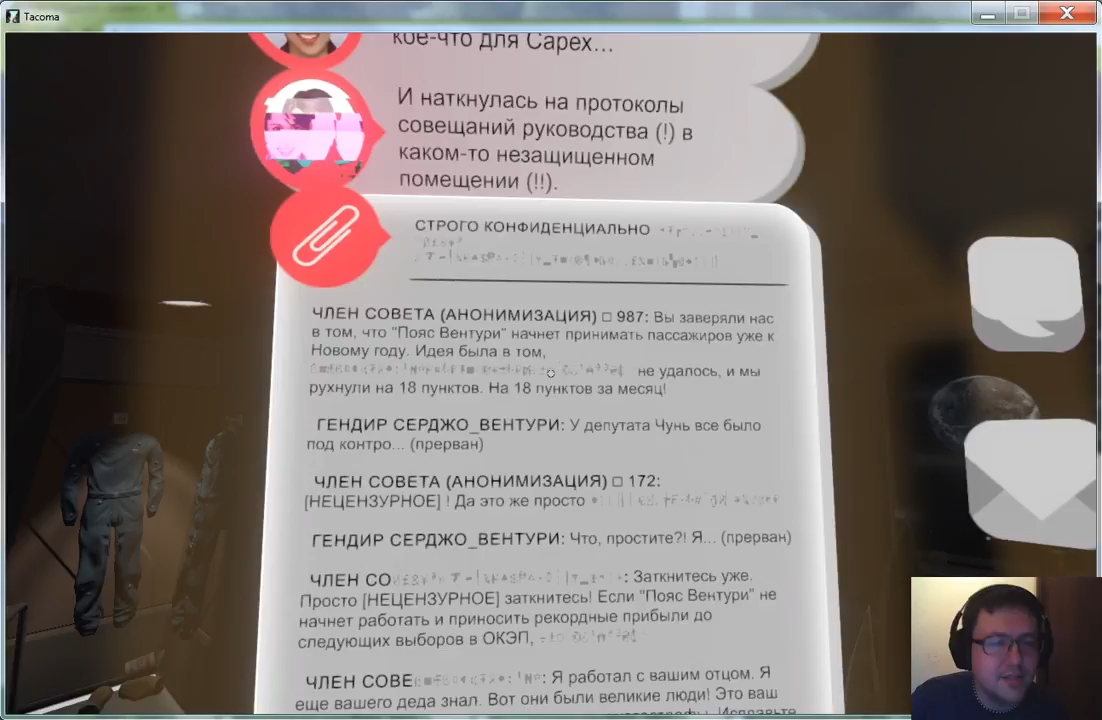 Tacoma
кое-что для Capex...
И наткнулась на протоколы
совещаний руководства (!) в
каком-то незащищенном
помещении (!!).
СТРОГО КОНФИДЕНЦИАЛЬНО
ЧЛЕН СОВЕТА (АНОНИМИЗАЦИЯ) □ 987: Вы заверяли нас
в том, что "Пояс Вентури" начнет принимать пассажиров уже к
Новому году. Идея была в том,
не удалось, и мы
рухнули на 18 пунктов. На 18 пунктов за месяц!
ГЕНДИР СЕРДЖО_ВЕНТУРИ: У депутата Чунь все было
под контро... (прерван)
ЧЛЕН СОВЕТА (АНОНИМИЗАЦИЯ) □ 172:
[НЕЦЕНЗУРНОЕ] ! Да это же просто
ГЕНДИР СЕРДЖО_ВЕНТУРИ: Что, простите?! Я... (прерван)
ЧЛЕН СО : Заткнитесь уже.
Просто [НЕЦЕНЗУРНОЕ] заткнитесь! Если "Пояс Вентури" не
начнет работать и приносить рекордные прибыли до
следующих выборов в ОКЭП,
ЧЛЕН СОВЕ : Я работал с вашим отцом. Я
еще вашего деда знал. Вот они были великие люди! Это ваш